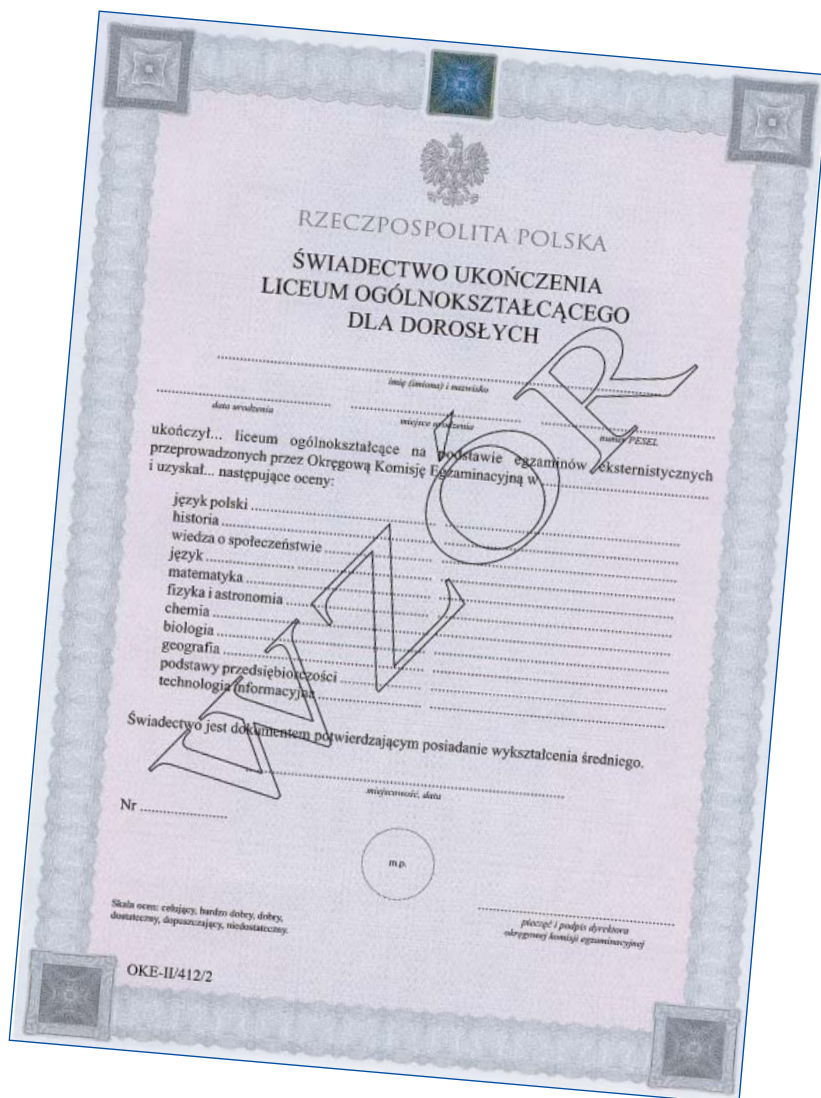 RZECZPOSPOLITA POLSKA
ŚWIADECTWO UKOŃCZENIA
LICEUM OGÓLNOKSZTAŁCĄCEGO
DLA DOROSŁYCH
imię (imiona) i nazwisko
data urodzenia miejsce urodzenia numer PESEL
ukończył... liceum ogólnokształcące na podstawie egzaminów eksternistycznych
przeprowadzonych przez Okręgową Komisję Egzaminacyjną w
i uzyskał... następujące oceny:
język polski
historia
wiedza o społeczeństwie
język
matematyka
fizyka i astronomia
chemia
biologia
geografia
podstawy przedsiębiorczości
technologia informacyjna
WZÓR
Świadectwo jest dokumentem potwierdzającym posiadanie wykształcenia średniego.
miejscowość, data
Nr
m.p.
Skala ocen: celujący, bardzo dobry, dobry,
dostateczny, dopuszczający, niedostateczny.
pieczęć i podpis dyrektora
okręgowej komisji egzaminacyjnej
OKE-II/412/2